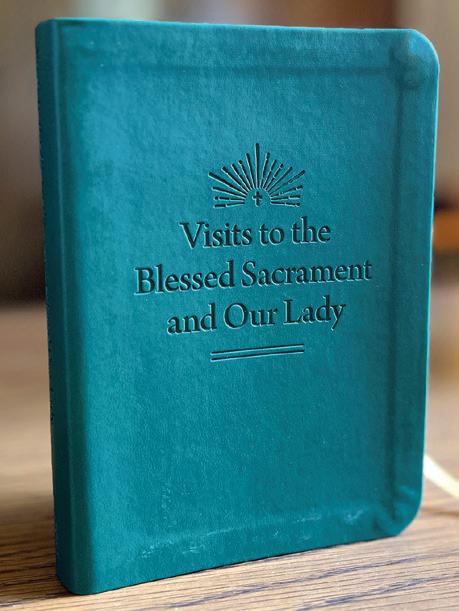 Visits to the
Blessed Sacrament
and Our Lady